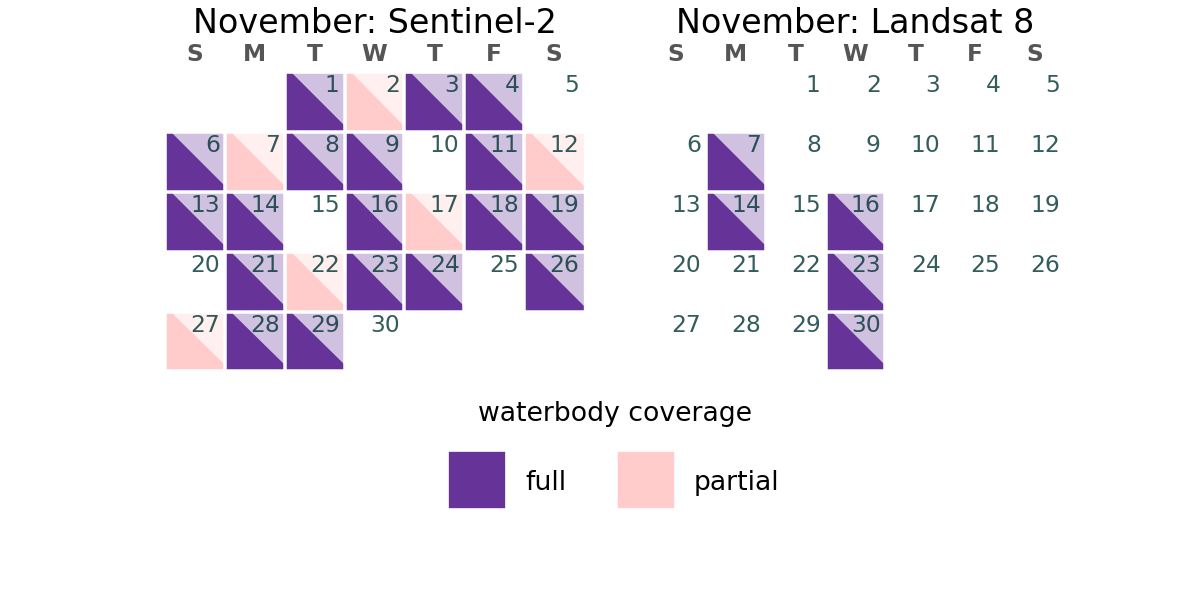 November: Sentinel-2
S M T W T F S
1 2 3 4 5
6 7 8 9 10 11 12
13 14 15 16 17 18 19
20 21 22 23 24 25 26
27 28 29 30
November: Landsat 8
S M T W T F S
1 2 3 4 5
6 7 8 9 10 11 12
13 14 15 16 17 18 19
20 21 22 23 24 25 26
27 28 29 30
waterbody coverage
full partial